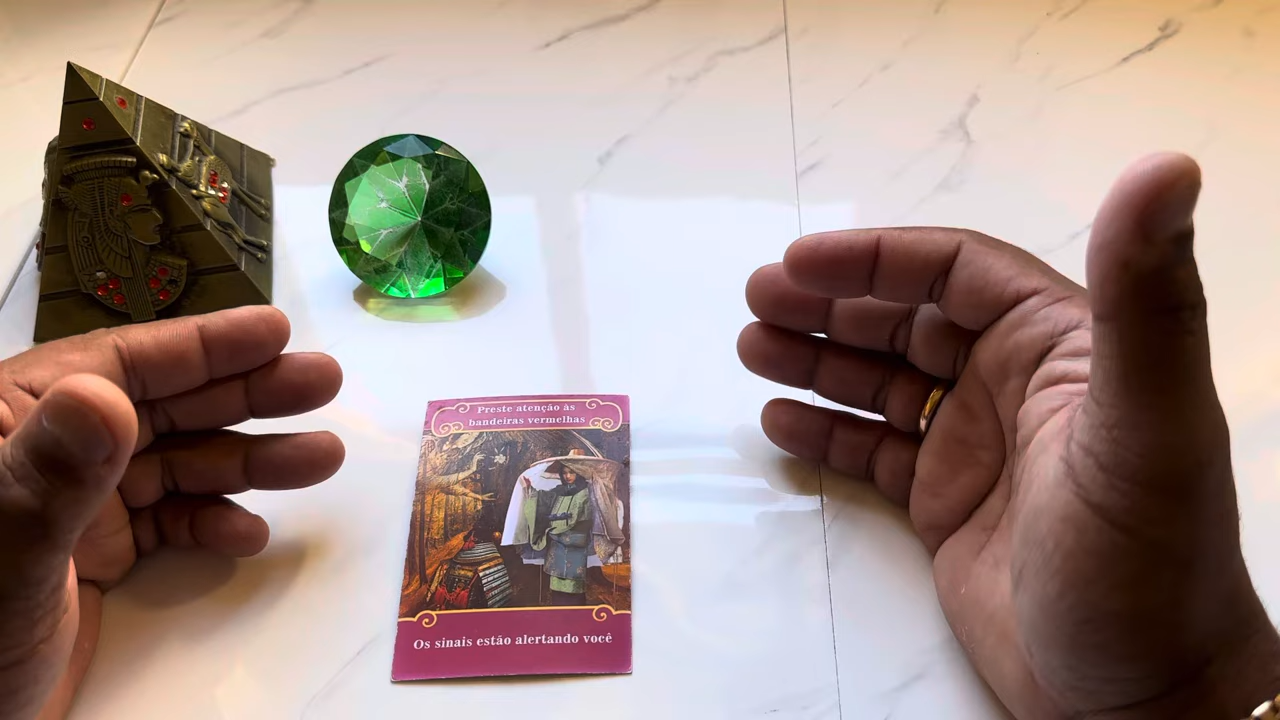 Preste atenção às
bandeiras vermelhas
Os sinais estão alertando você